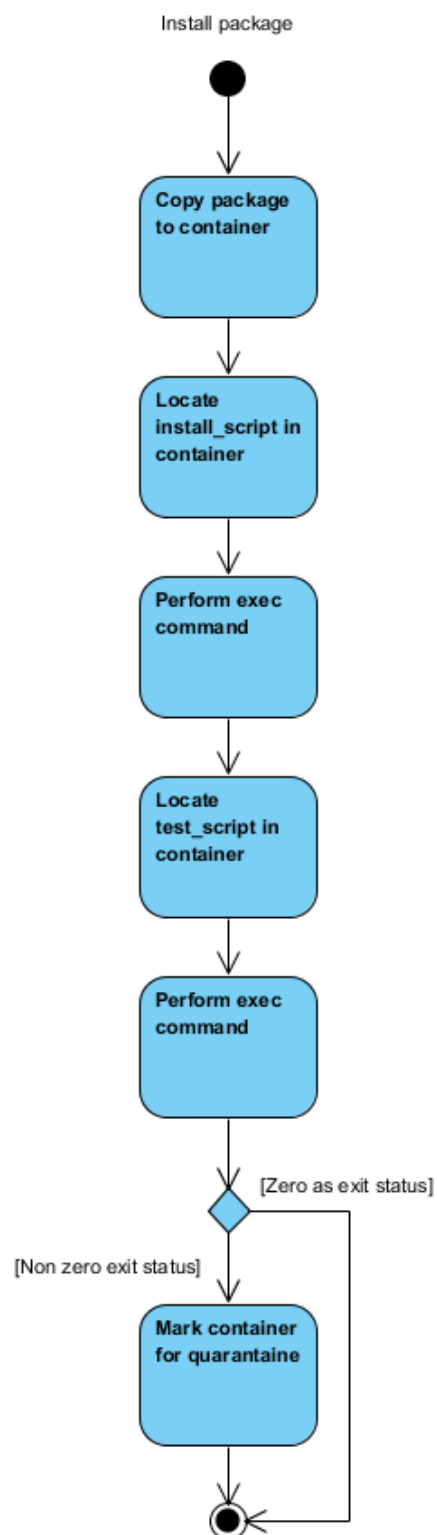 Install package
Copy package
to container
Locate
install_script in
container
Perform exec
command
Locate
test_script in
container
Perform exec
command
[Zero as exit status]
[Non zero exit status]
Mark container
for quarantaine